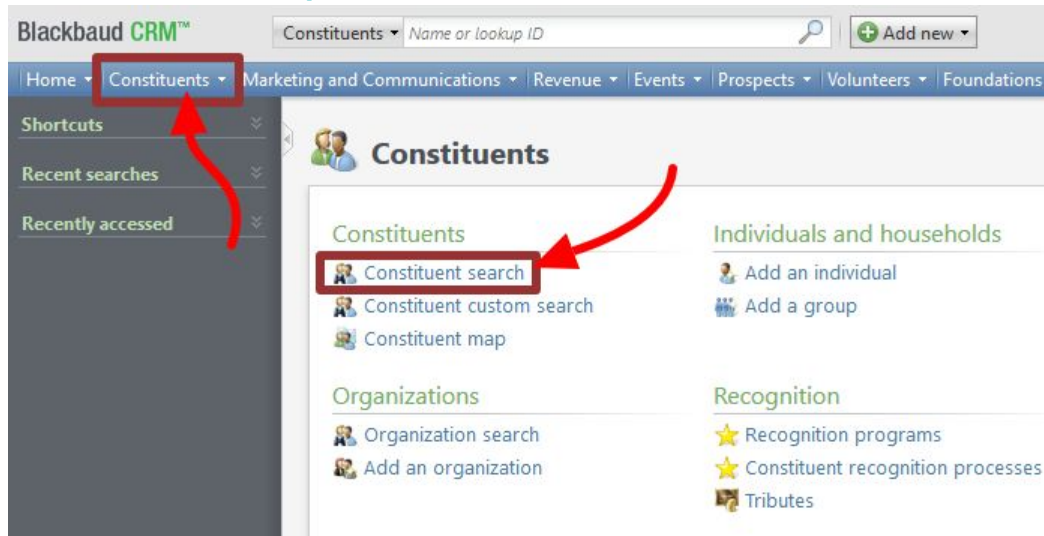 Blackbaud CRM™
Constituents Name or lookup ID Add new
Home Constituents Marketing and Communications Revenue Events Prospects Volunteers Foundations
Shortcuts
Recent searches
Recently accessed
Constituents
Constituents
Constituent search
Constituent custom search
Constituent map
Individuals and households
Add an individual
Add a group
Organizations
Organization search
Add an organization
Recognition
Recognition programs
Constituent recognition processes
Tributes